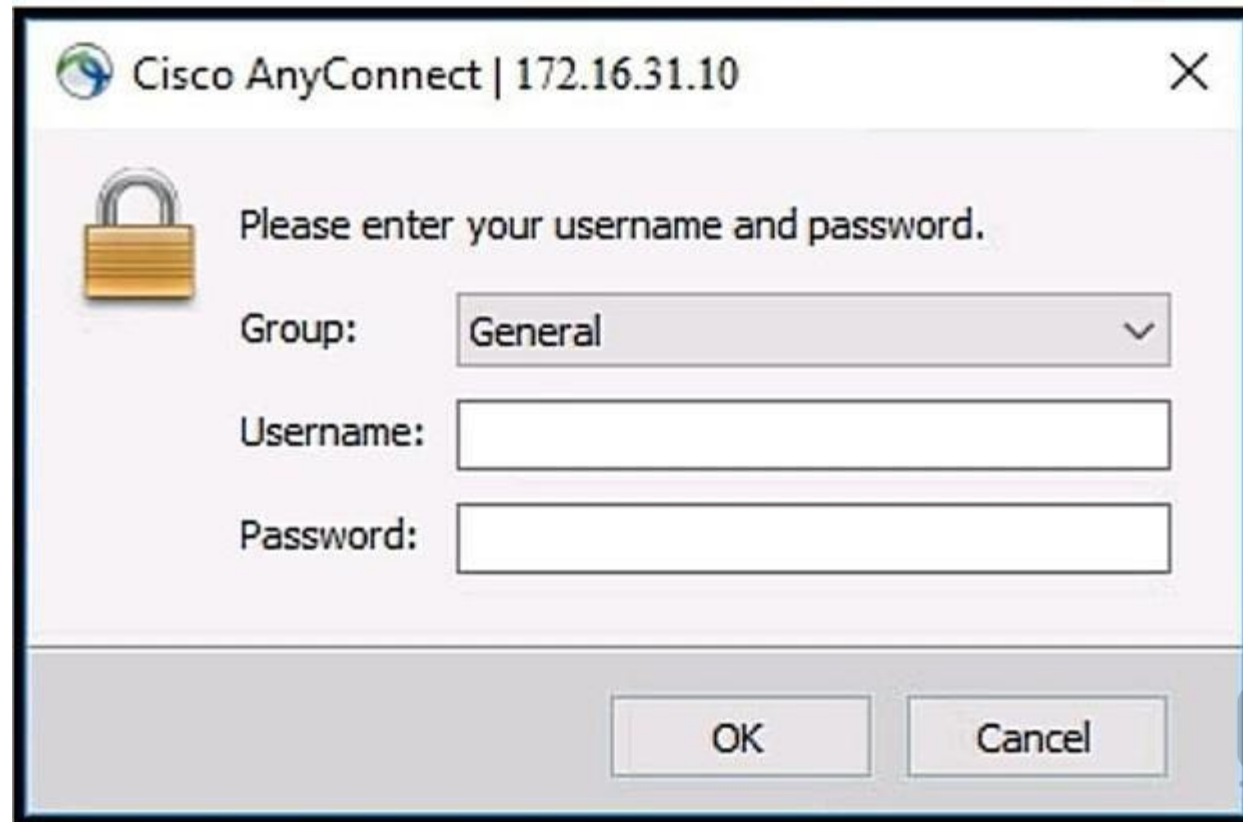 Cisco AnyConnect | 172.16.31.10
Please enter your username and password.
Group: General
Username:
Password:
OK Cancel